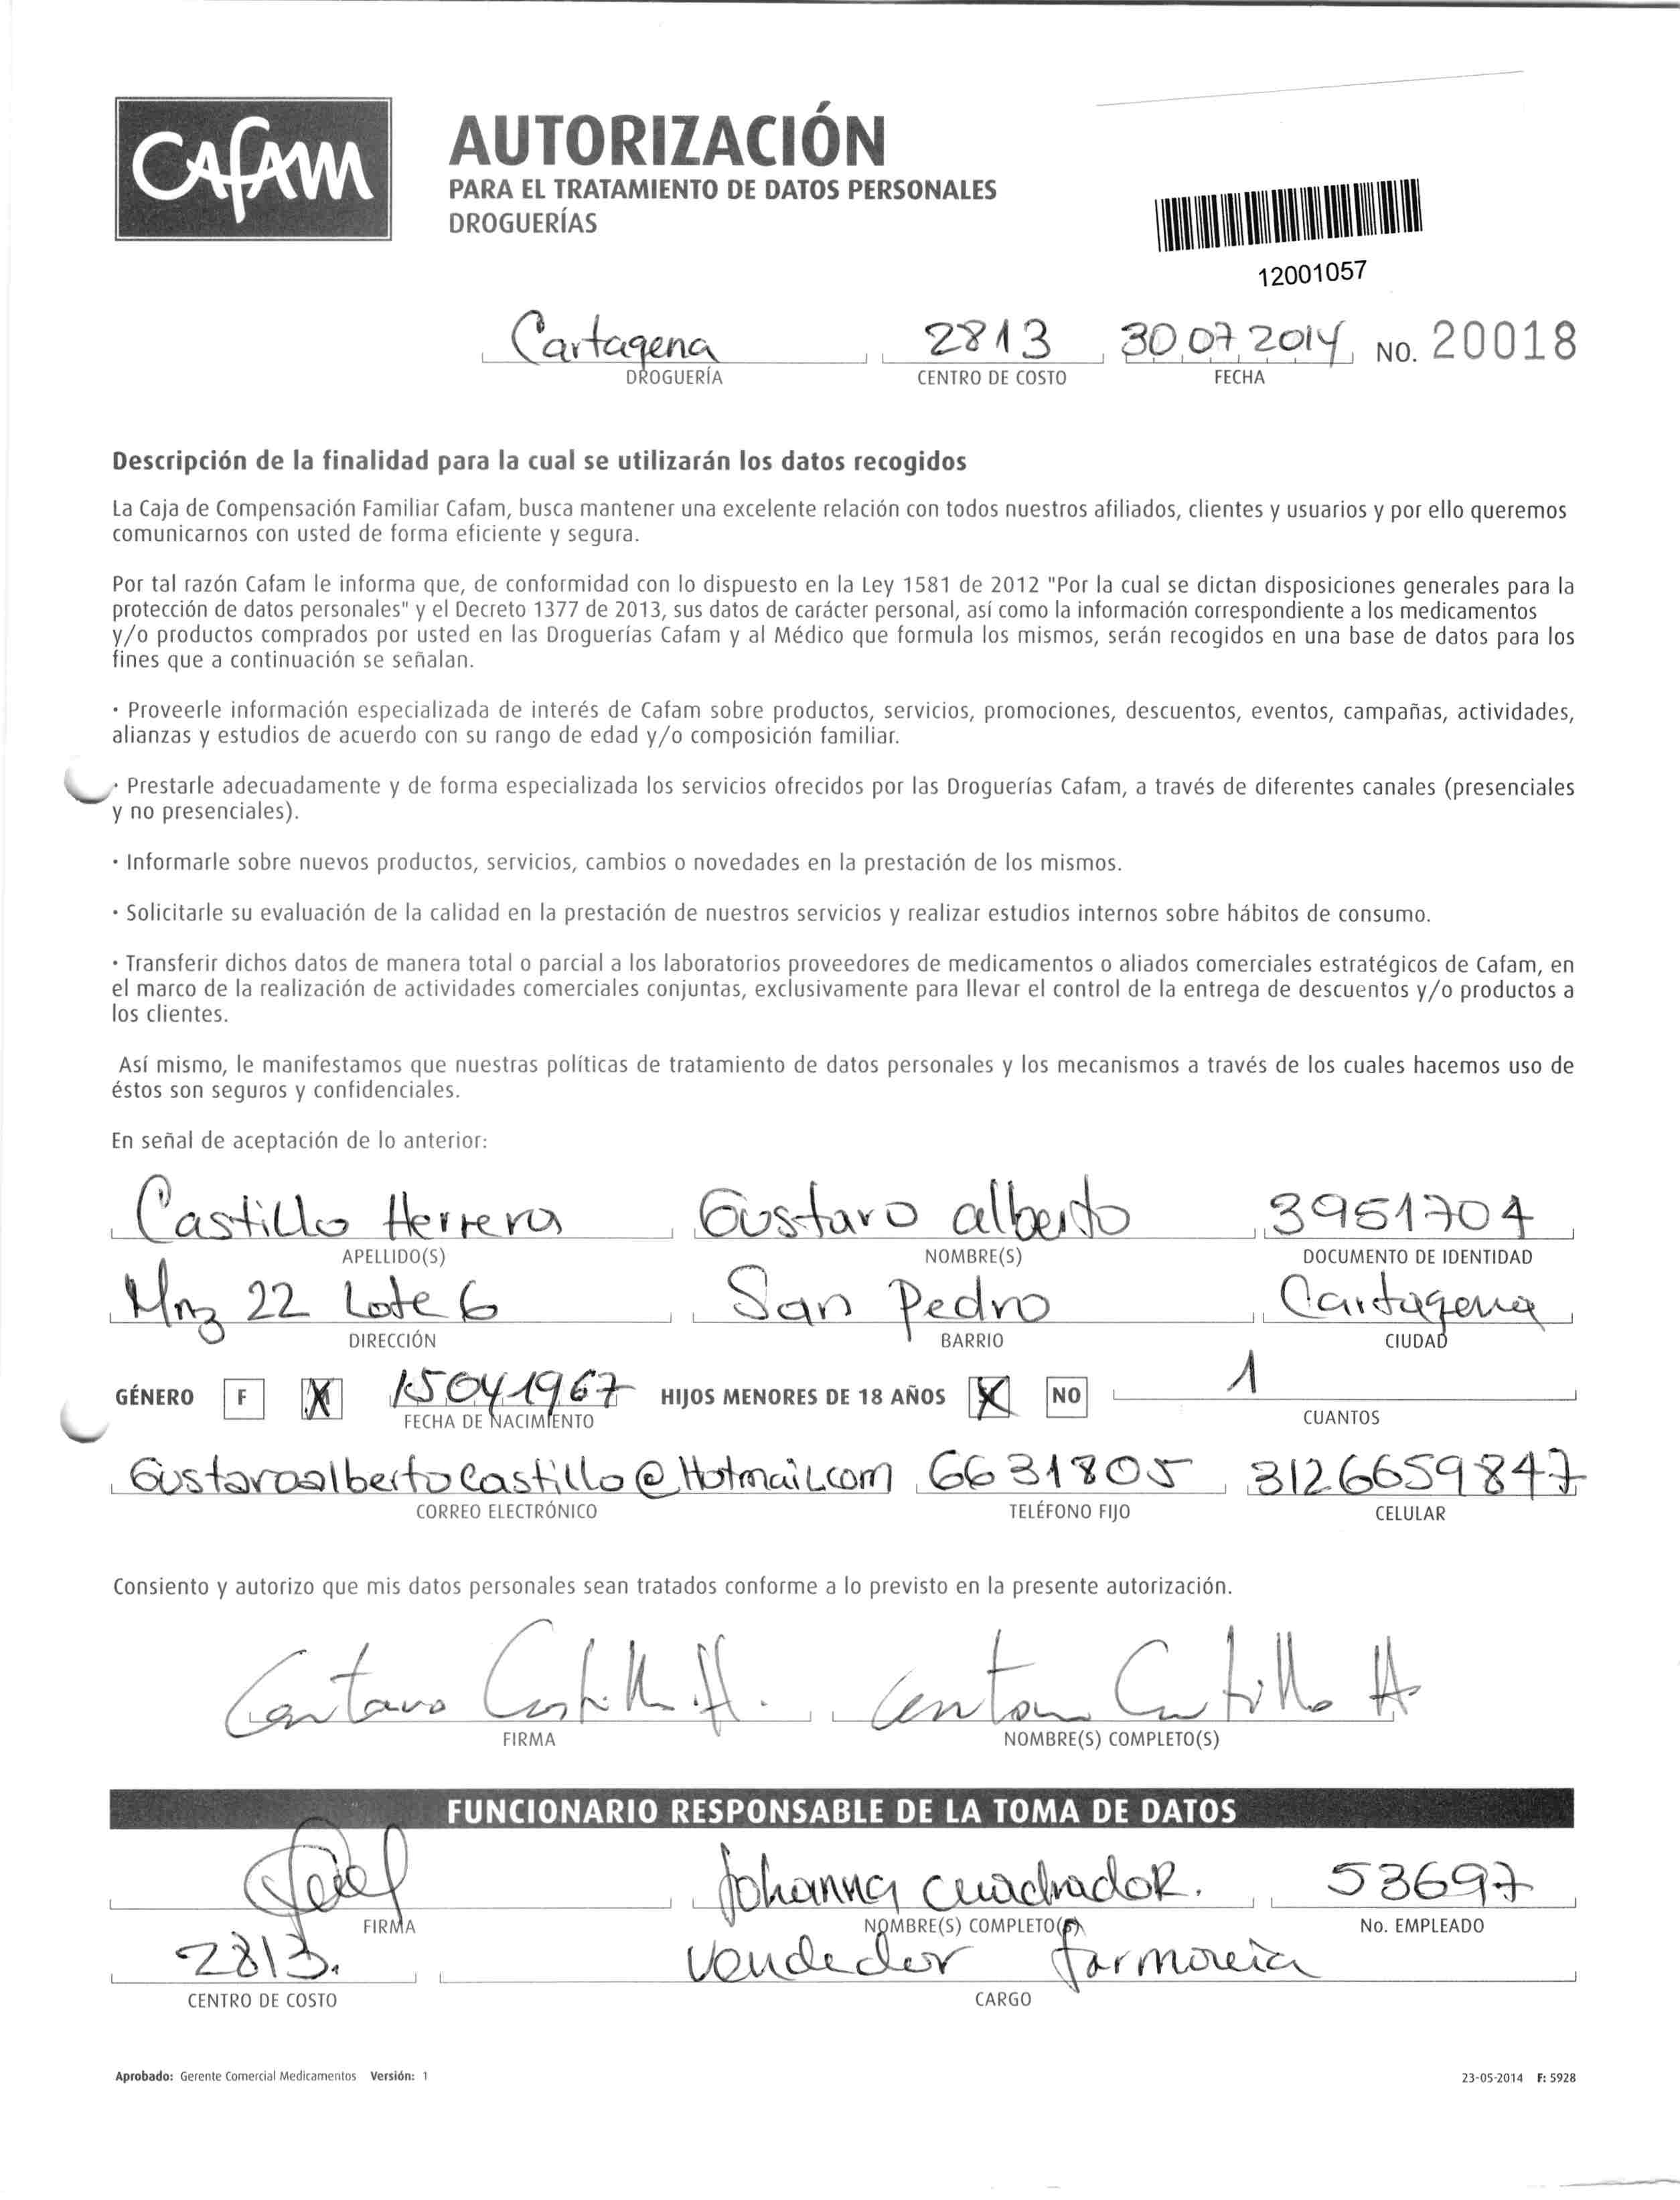 Cafam
AUTORIZACIÓN
PARA EL TRATAMIENTO DE DATOS PERSONALES
DROGUERÍAS
12001057
Cartagena 2813 30 07 2014 NO. 20018
DROGUERÍA CENTRO DE COSTO FECHA
Descripción de la finalidad para la cual se utilizarán los datos recogidos
La Caja de Compensación Familiar Cafam, busca mantener una excelente relación con todos nuestros afiliados, clientes y usuarios y por ello queremos
comunicarnos con usted de forma eficiente y segura.
Por tal razón Cafam le informa que, de conformidad con lo dispuesto en la Ley 1581 de 2012 "Por la cual se dictan disposiciones generales para la
protección de datos personales" y el Decreto 1377 de 2013, sus datos de carácter personal, así como la información correspondiente a los medicamentos
y/o productos comprados por usted en las Droguerías Cafam y al Médico que formula los mismos, serán recogidos en una base de datos para los
fines que a continuación se señalan.
· Proveerle información especializada de interés de Cafam sobre productos, servicios, promociones, descuentos, eventos, campañas, actividades,
alianzas y estudios de acuerdo con su rango de edad y/o composición familiar.
· Prestarle adecuadamente y de forma especializada los servicios ofrecidos por las Droguerías Cafam, a través de diferentes canales (presenciales
y no presenciales).
· Informarle sobre nuevos productos, servicios, cambios o novedades en la prestación de los mismos.
· Solicitarle su evaluación de la calidad en la prestación de nuestros servicios y realizar estudios internos sobre hábitos de consumo.
· Transferir dichos datos de manera total o parcial a los laboratorios proveedores de medicamentos o aliados comerciales estratégicos de Cafam, en
el marco de la realización de actividades comerciales conjuntas, exclusivamente para llevar el control de la entrega de descuentos y/o productos a
los clientes.
Así mismo, le manifestamos que nuestras políticas de tratamiento de datos personales y los mecanismos a través de los cuales hacemos uso de
éstos son seguros y confidenciales.
En señal de aceptación de lo anterior:
Castillo Herrera Gustavo alberto 3951704
APELLIDO(S) NOMBRE(S) DOCUMENTO DE IDENTIDAD
Mnz 22 Lote 6 San Pedro Cartagena
DIRECCIÓN BARRIO CIUDAD
GÉNERO F X 15041967 HIJOS MENORES DE 18 AÑOS X NO 1
FECHA DE NACIMIENTO CUANTOS
Gustavoalbertocastillo@Hotmail.com 6631805 3126659847
CORREO ELECTRÓNICO TELÉFONO FIJO CELULAR
Consiento y autorizo que mis datos personales sean tratados conforme a lo previsto en la presente autorización.
Castillo H. Castillo H
FIRMA NOMBRE(S) COMPLETO(S)
FUNCIONARIO RESPONSABLE DE LA TOMA DE DATOS
Johanna cuadrado R. 53697
FIRMA NOMBRE(S) COMPLETO(S) No. EMPLEADO
2813. Vendedor farmacia
CENTRO DE COSTO CARGO
Aprobado: Gerente Comercial Medicamentos Versión: 1 23-05-2014 F: 5928